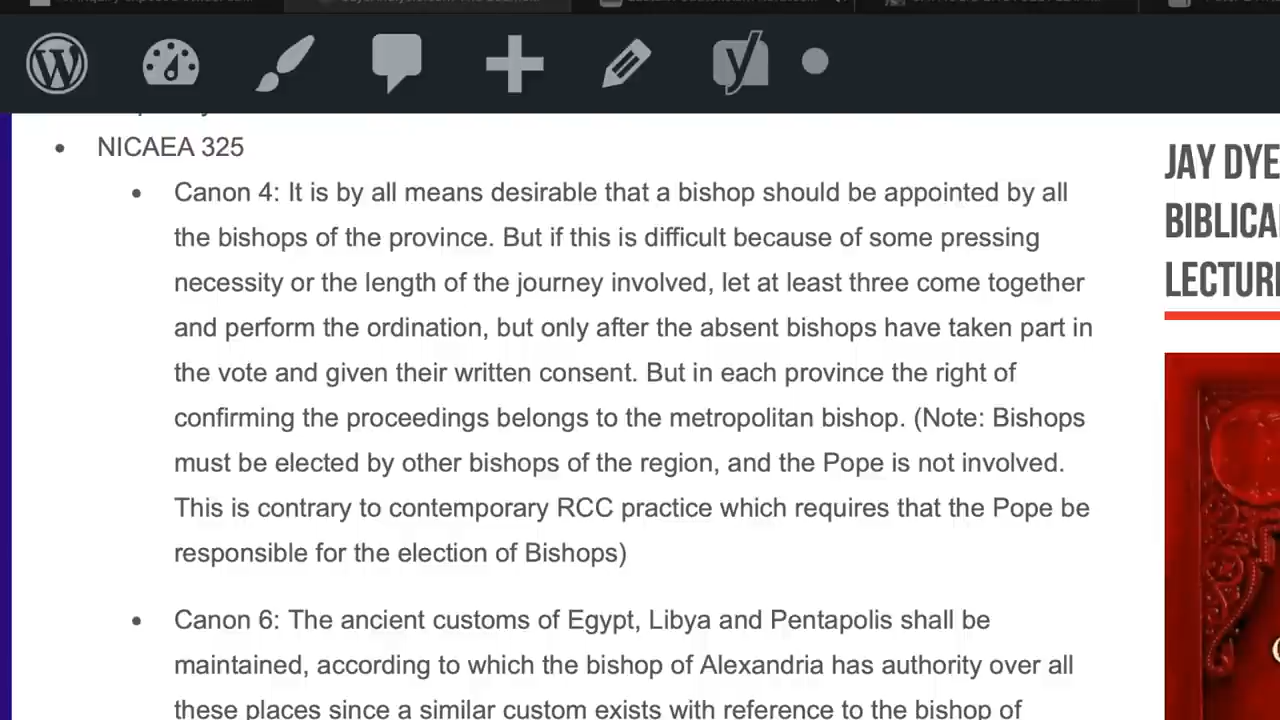 NICAEA 325
Canon 4: It is by all means desirable that a bishop should be appointed by all
the bishops of the province. But if this is difficult because of some pressing
necessity or the length of the journey involved, let at least three come together
and perform the ordination, but only after the absent bishops have taken part in
the vote and given their written consent. But in each province the right of
confirming the proceedings belongs to the metropolitan bishop. (Note: Bishops
must be elected by other bishops of the region, and the Pope is not involved.
This is contrary to contemporary RCC practice which requires that the Pope be
responsible for the election of Bishops)
Canon 6: The ancient customs of Egypt, Libya and Pentapolis shall be
maintained, according to which the bishop of Alexandria has authority over all
these places since a similar custom exists with reference to the bishop of
JAY DYE
BIBLICA
LECTUR